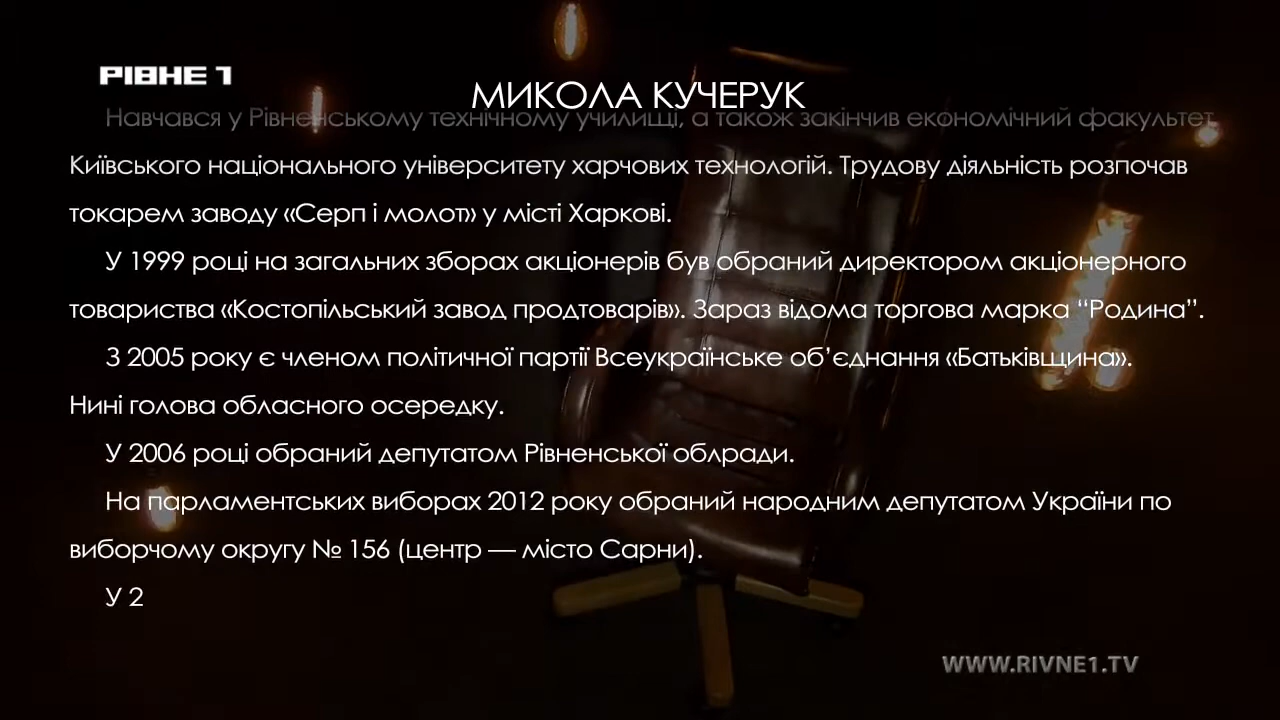 РІВНЕ 1
МИКОЛА КУЧЕРУК
Навчався у Рівненському технічному училищі, а також закінчив економічний факультет
Київського національного університету харчових технологій. Трудову діяльність розпочав
токарем заводу «Серп і молот» у місті Харкові.
У 1999 році на загальних зборах акціонерів був обраний директором акціонерного
товариства «Костопільський завод продтоварів». Зараз відома торгова марка “Родина”.
З 2005 року є членом політичної партії Всеукраїнське об’єднання «Батьківщина».
Нині голова обласного осередку.
У 2006 році обраний депутатом Рівненської облради.
На парламентських виборах 2012 року обраний народним депутатом України по
виборчому округу № 156 (центр — місто Сарни).
У 2
WWW.RIVNE1.TV